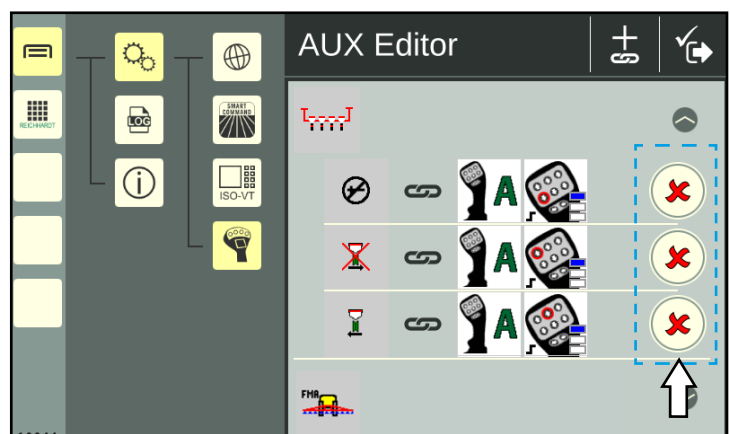 AUX Editor
REICHHARDT
LOG
SMART
COMMAND
ISO-VT
A
A
A
FMA